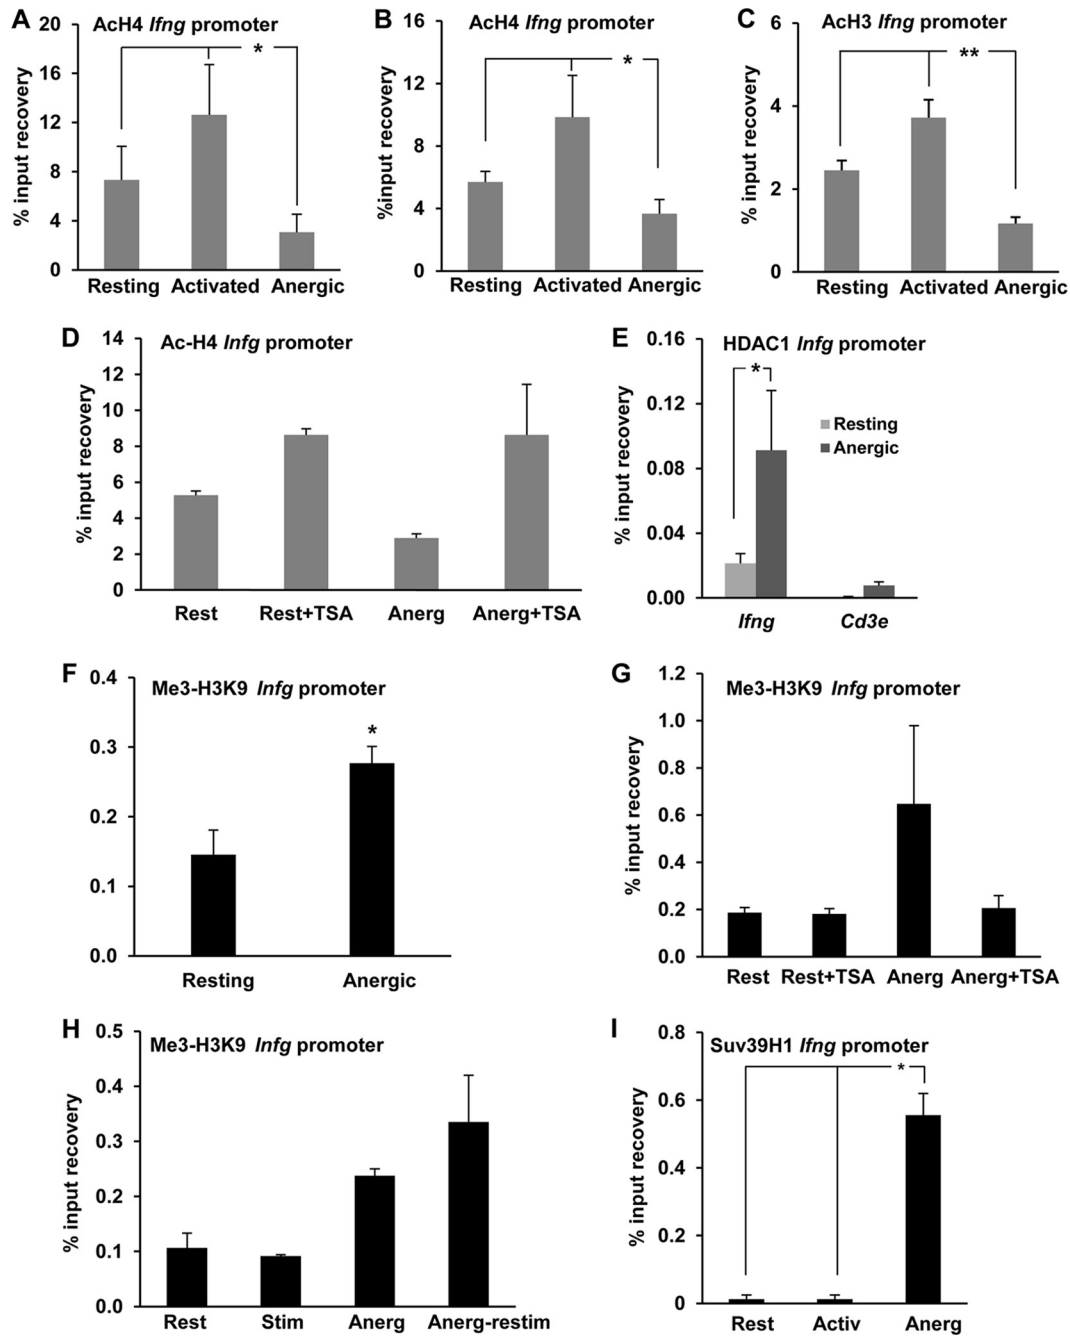 A
AcH4 Ifng promoter
% input recovery
20
16
12
8
4
0
*
Resting Activated Anergic
B
AcH4 Ifng promoter
%input recovery
16
12
8
4
0
*
Resting Activated Anergic
C
AcH3 Ifng promoter
% input recovery
6
4
2
0
**
Resting Activated Anergic
D
Ac-H4 Infg promoter
% input recovery
14
12
10
8
6
4
2
0
Rest Rest+TSA Anerg Anerg+TSA
E
HDAC1 Infg promoter
% input recovery
0.16
0.12
0.08
0.04
0.00
*
Resting
Anergic
Ifng Cd3e
F
Me3-H3K9 Infg promoter
0.4
0.3
0.2
0.1
0.0
*
Resting Anergic
G
Me3-H3K9 Infg promoter
% input recovery
1.2
1.0
0.8
0.6
0.4
0.2
0.0
Rest Rest+TSA Anerg Anerg+TSA
H
Me3-H3K9 Infg promoter
% input recovery
0.5
0.4
0.3
0.2
0.1
0.0
Rest Stim Anerg Anerg-restim
I
Suv39H1 Ifng promoter
% input recovery
0.8
0.6
0.4
0.2
0
*
Rest Activ Anerg